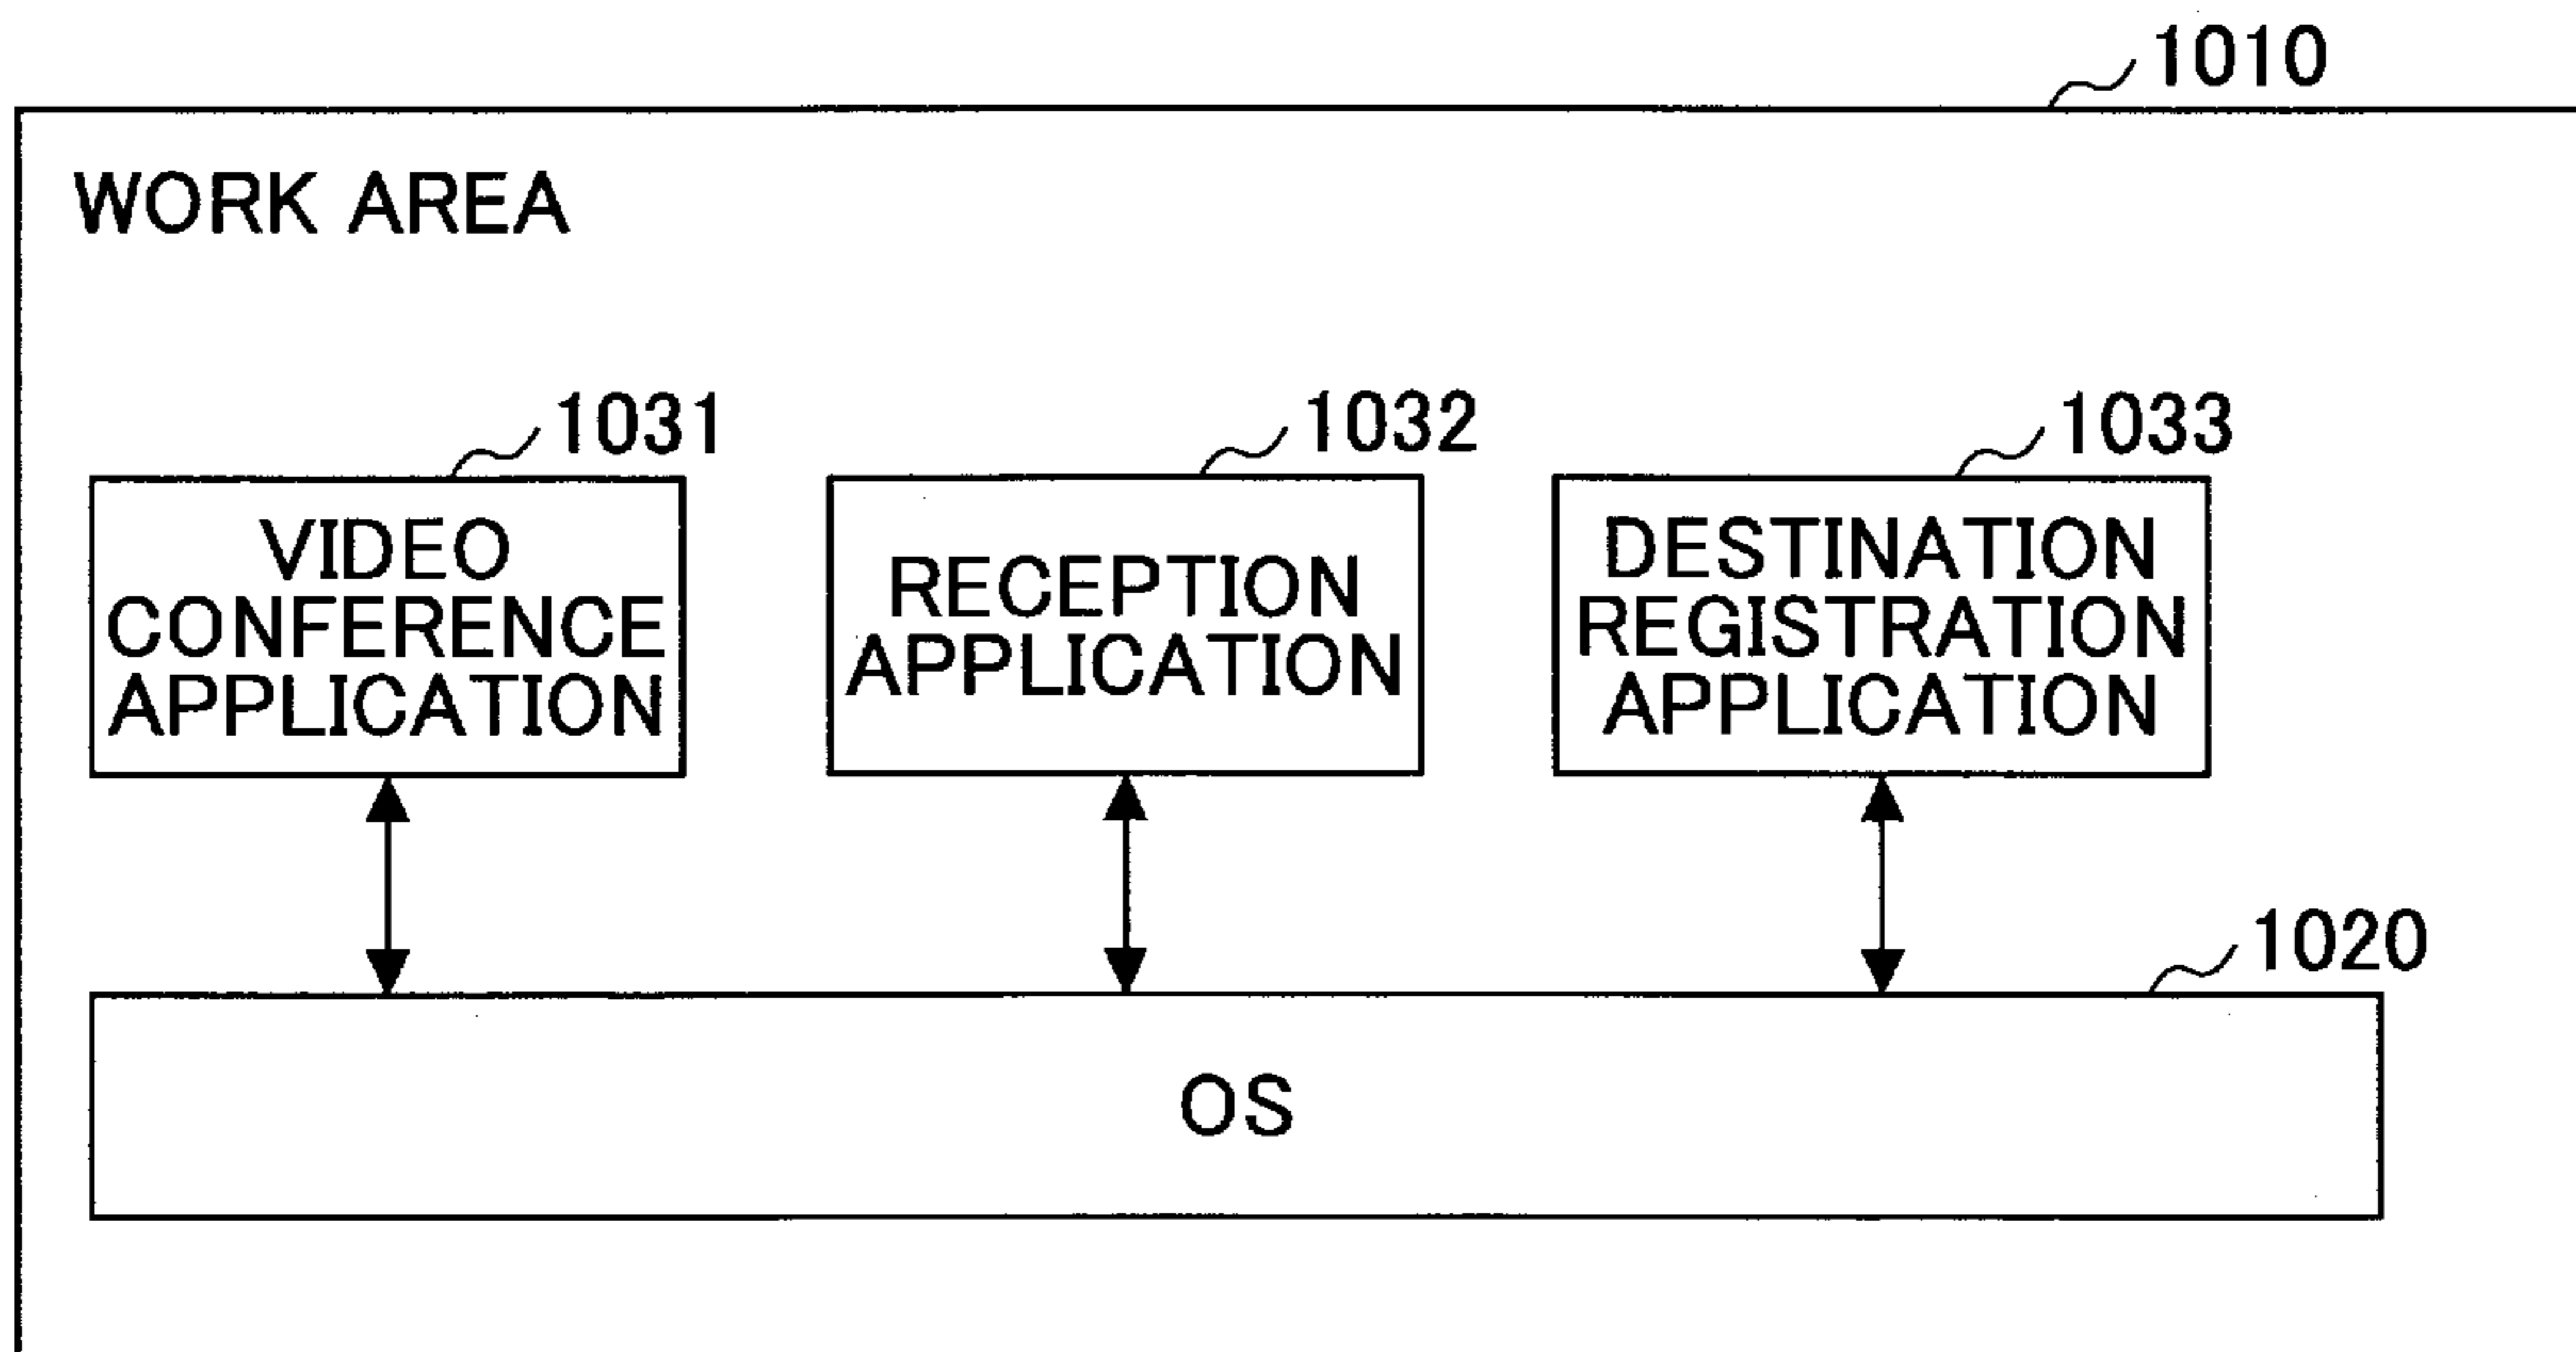 1010
WORK AREA
1031
1032
1033
VIDEO
CONFERENCE
APPLICATION
RECEPTION
APPLICATION
DESTINATION
REGISTRATION
APPLICATION
1020
OS